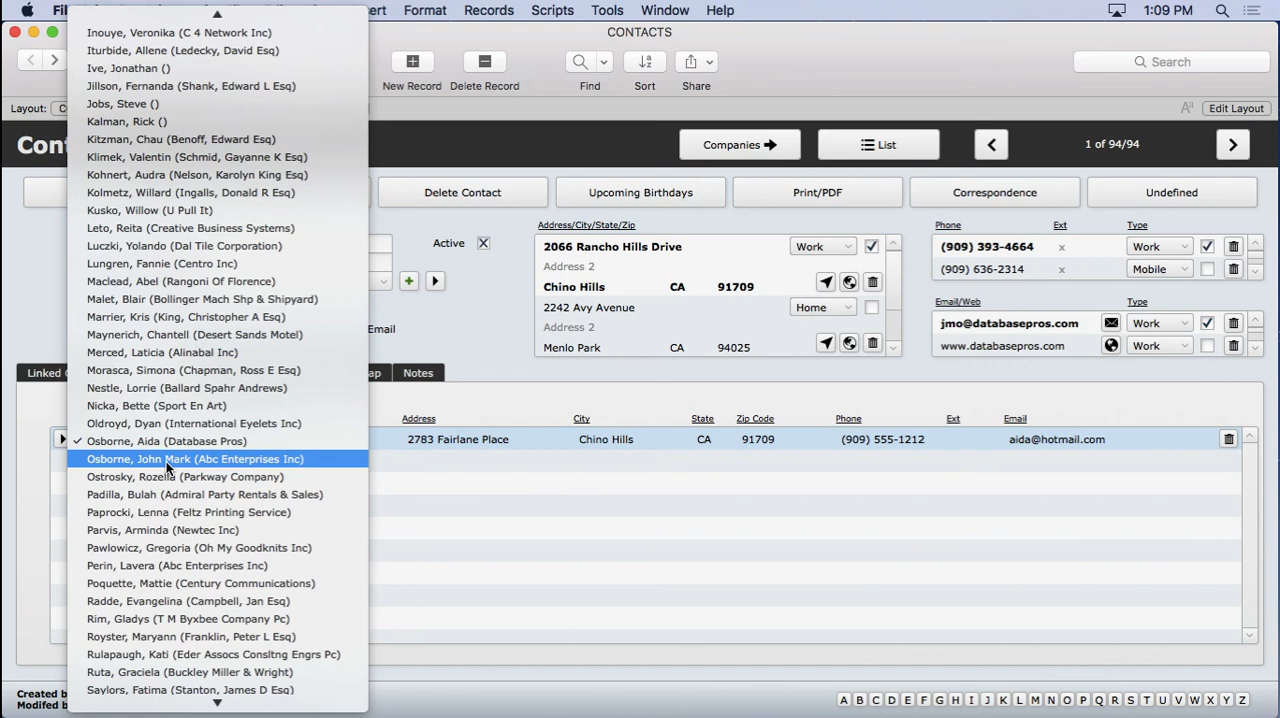 Fil
ert
Format
Records
Scripts
Tools
Window
Help
1:09 PM
CONTACTS
New Record
Delete Record
Find
Sort
Share
Search
Layout:
C
Edit Layout
Cont
Companies
List
1 of 94/94
Delete Contact
Upcoming Birthdays
Print/PDF
Correspondence
Undefined
Active
Address/City/State/Zip
2066 Rancho Hills Drive
Work
Address 2
Chino Hills CA 91709
2242 Avy Avenue
Home
Address 2
Menlo Park CA 94025
Phone Ext Type
(909) 393-4664 x Work
(909) 636-2314 x Mobile
Email/Web Type
jmo@databasepros.com Work
www.databasepros.com Work
Email
Linked C
ap
Notes
Address City State Zip Code Phone Ext Email
2783 Fairlane Place Chino Hills CA 91709 (909) 555-1212 aida@hotmail.com
Inouye, Veronika (C 4 Network Inc)
Iturbide, Allene (Ledecky, David Esq)
Ive, Jonathan ()
Jillson, Fernanda (Shank, Edward L Esq)
Jobs, Steve ()
Kalman, Rick ()
Kitzman, Chau (Benoff, Edward Esq)
Klimek, Valentin (Schmid, Gayanne K Esq)
Kohnert, Audra (Nelson, Karolyn King Esq)
Kolmetz, Willard (Ingalls, Donald R Esq)
Kusko, Willow (U Pull It)
Leto, Reita (Creative Business Systems)
Luczki, Yolando (Dal Tile Corporation)
Lungren, Fannie (Centro Inc)
Maclead, Abel (Rangoni Of Florence)
Malet, Blair (Bollinger Mach Shp & Shipyard)
Marrier, Kris (King, Christopher A Esq)
Maynerich, Chantell (Desert Sands Motel)
Merced, Laticia (Alinabal Inc)
Morasca, Simona (Chapman, Ross E Esq)
Nestle, Lorrie (Ballard Spahr Andrews)
Nicka, Bette (Sport En Art)
Oldroyd, Dyan (International Eyelets Inc)
Osborne, Aida (Database Pros)
Osborne, John Mark (Abc Enterprises Inc)
Ostrosky, Rozella (Parkway Company)
Padilla, Bulah (Admiral Party Rentals & Sales)
Paprocki, Lenna (Feltz Printing Service)
Parvis, Arminda (Newtec Inc)
Pawlowicz, Gregoria (Oh My Goodknits Inc)
Perin, Lavera (Abc Enterprises Inc)
Poquette, Mattie (Century Communications)
Radde, Evangelina (Campbell, Jan Esq)
Rim, Gladys (T M Byxbee Company Pc)
Royster, Maryann (Franklin, Peter L Esq)
Rulapaugh, Kati (Eder Assocs Consltng Engrs Pc)
Ruta, Graciela (Buckley Miller & Wright)
Saylors, Fatima (Stanton, James D Esq)
Created b
Modifed b
A B C D E F G H I J K L M N O P Q R S T U V W X Y Z